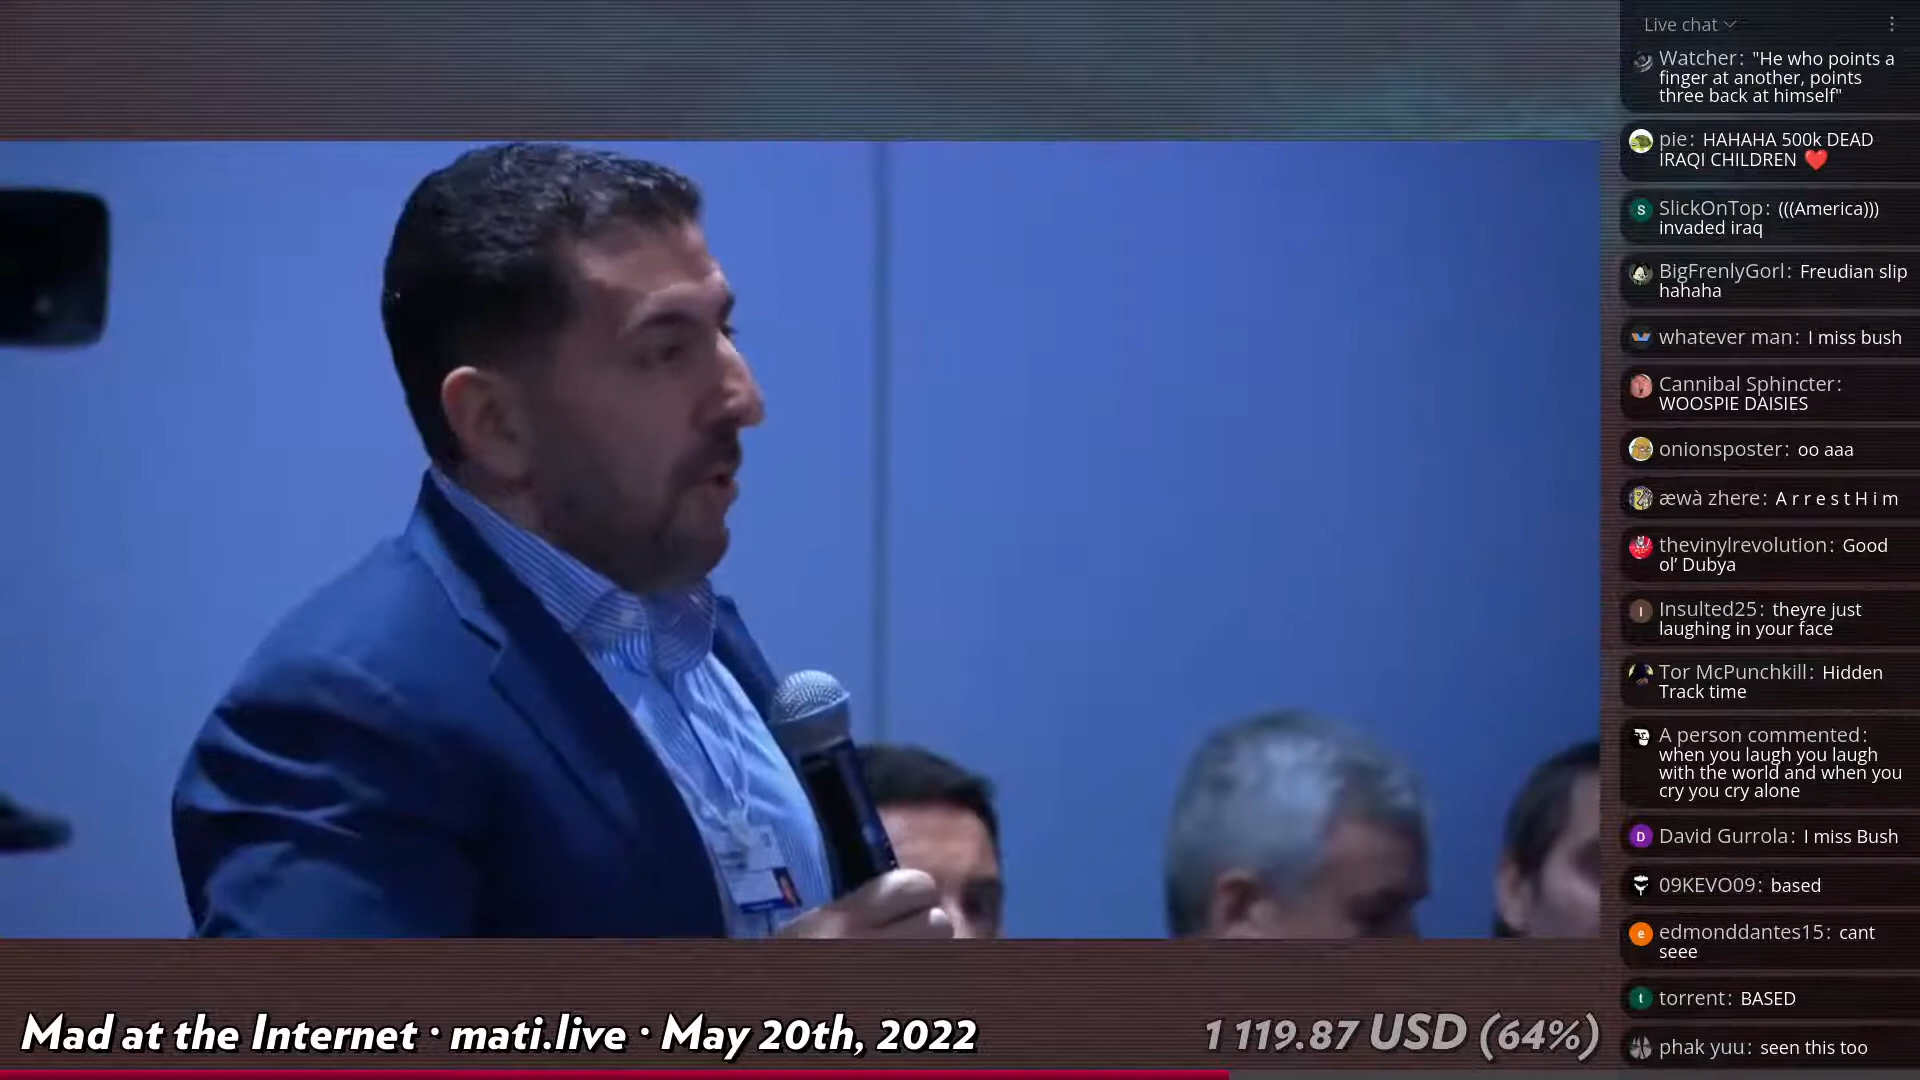 Live chat
Watcher: "He who points a
finger at another, points
three back at himself"
pie: HAHAHA 500k DEAD
IRAQI CHILDREN ❤️
S
SlickOnTop: (((America)))
invaded iraq
BigFrenlyGorl: Freudian slip
hahaha
whatever man: I miss bush
Cannibal Sphincter:
WOOSPIE DAISIES
onionsposter: oo aaa
æwà zhere: A r r e s t H i m
thevinylrevolution: Good
ol’ Dubya
I
Insulted25: theyre just
laughing in your face
Tor McPunchkill: Hidden
Track time
A person commented:
when you laugh you laugh
with the world and when you
cry you cry alone
D
David Gurrola: I miss Bush
09KEVO09: based
e
edmonddantes15: cant
seee
t
torrent: BASED
phak yuu: seen this too
Mad at the Internet · mati.live · May 20th, 2022
1 119.87 USD (64%)